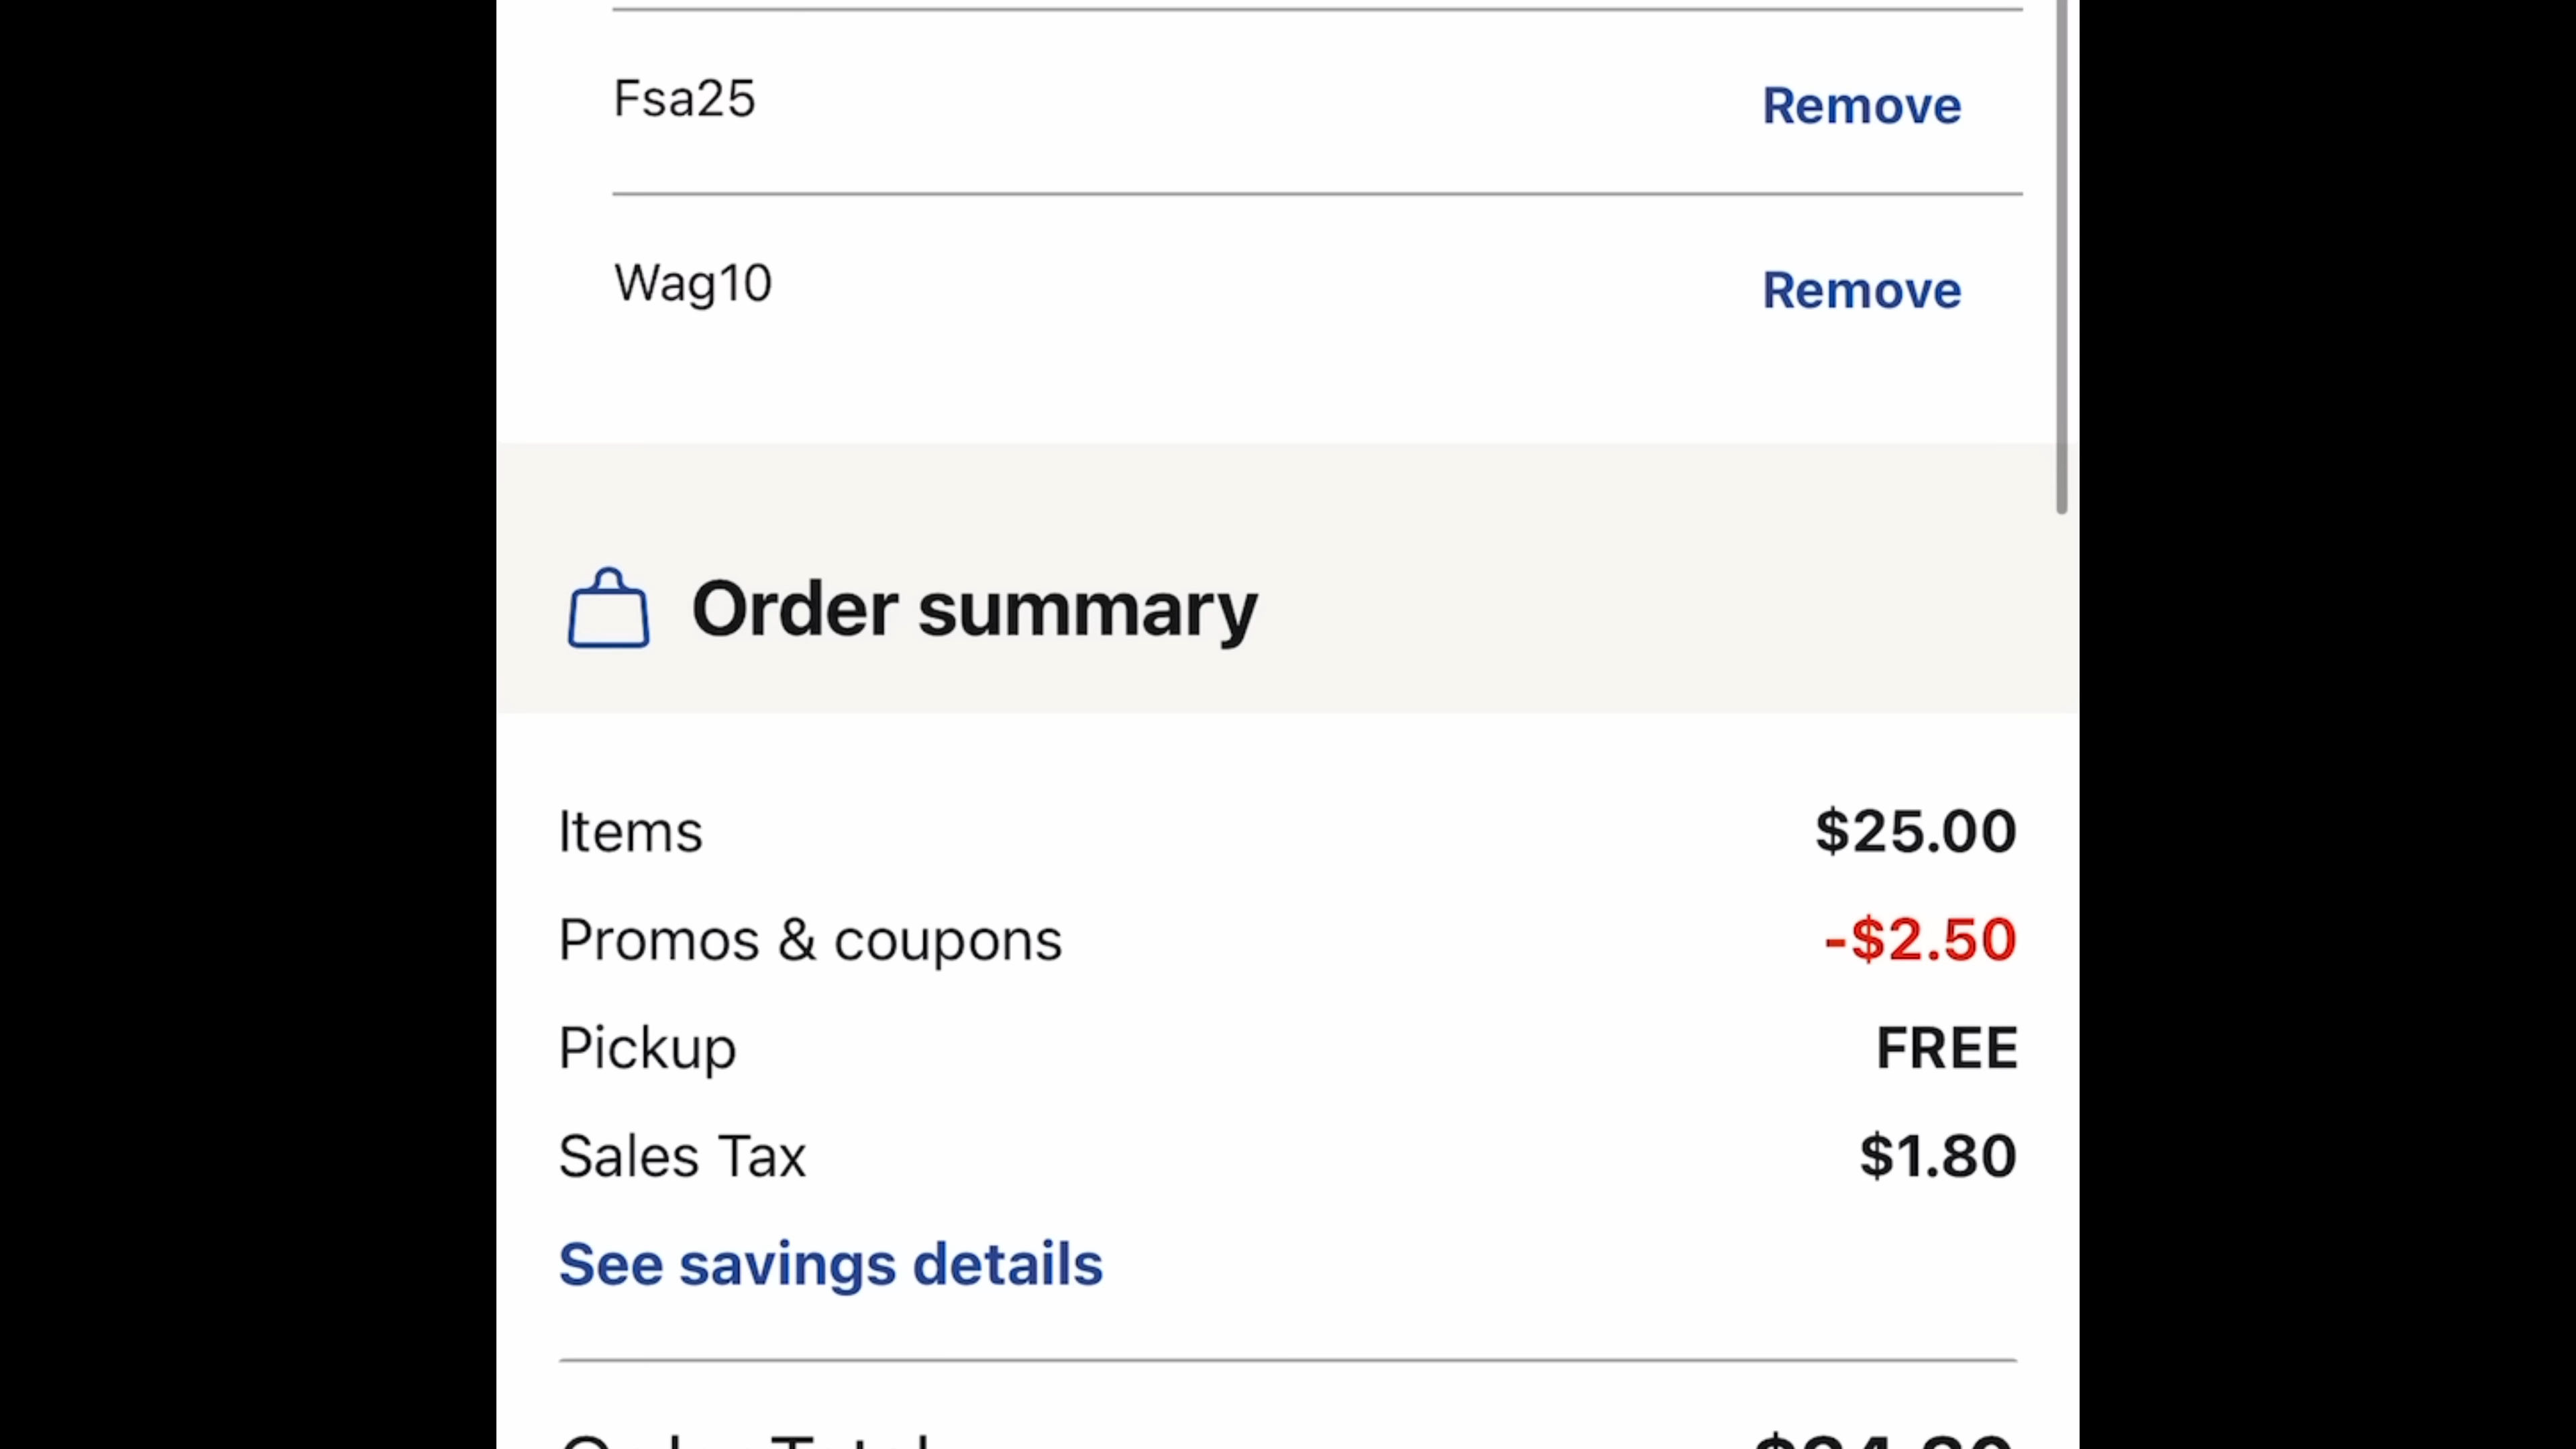 Fsa25 Remove
Wag10 Remove
Order summary
Items $25.00
Promos & coupons -$2.50
Pickup FREE
Sales Tax $1.80
See savings details